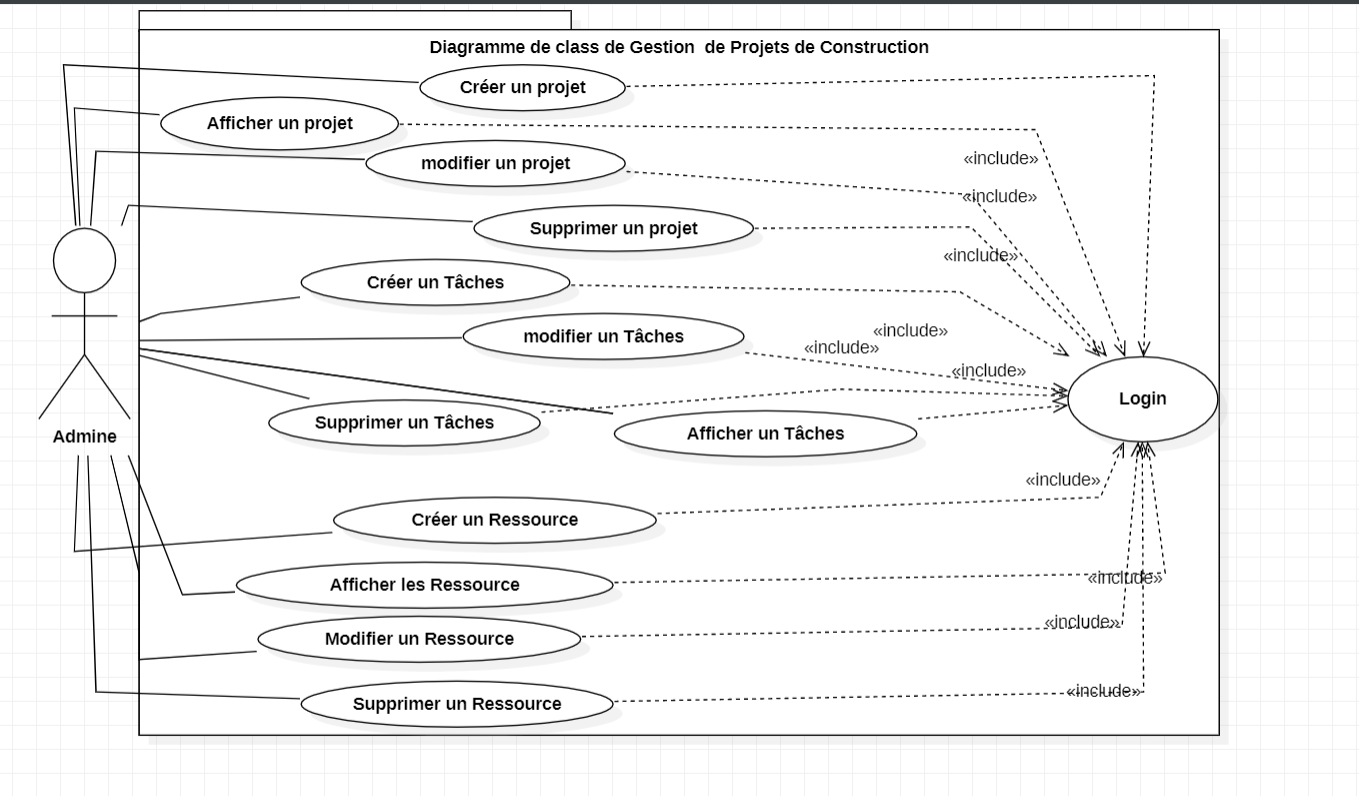 Diagramme de class de Gestion  de Projets de Construction
Créer un projet
Afficher un projet
modifier un projet
«include»
«include»
Supprimer un projet
«include»
Créer un Tâches
«include»
modifier un Tâches
«include»
«include»
Login
Supprimer un Tâches
Afficher un Tâches
Admine
«include»
Créer un Ressource
«include»
Afficher les Ressource
«include»
Modifier un Ressource
«include»
Supprimer un Ressource